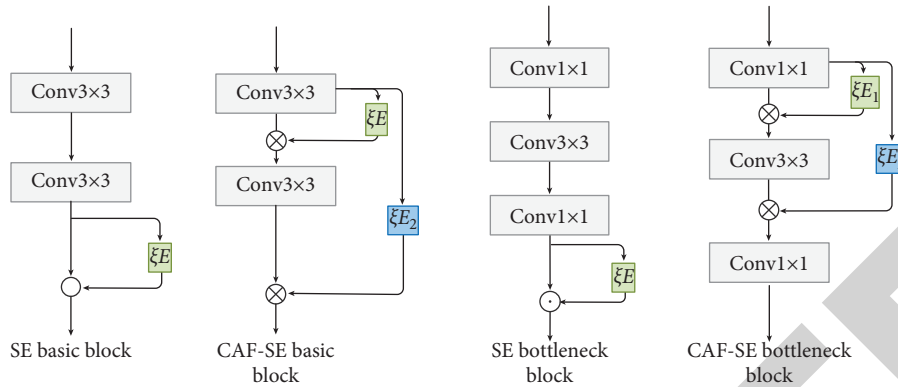 Conv3×3
Conv3×3
ξE
SE basic block
Conv3×3
ξE
Conv3×3
ξE₂
CAF-SE basic
block
Conv1×1
Conv3×3
Conv1×1
ξE
SE bottleneck
block
Conv1×1
ξE₁
Conv3×3
ξE
Conv1×1
CAF-SE bottleneck
block